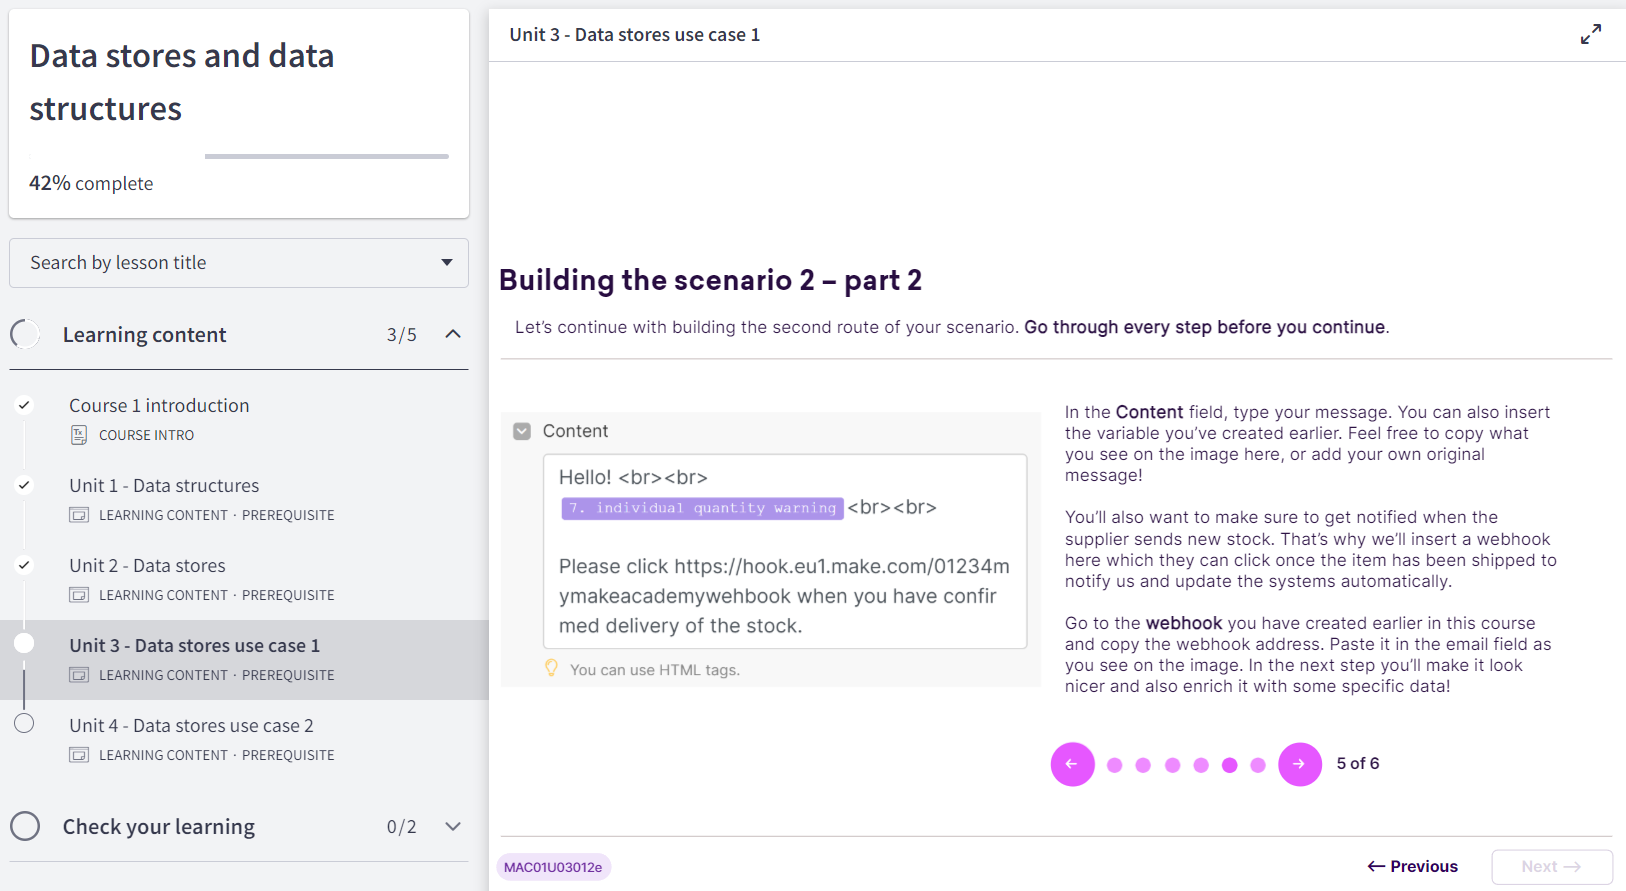 Data stores and data
structures
42% complete
Search by lesson title
Learning content 3/5
Course 1 introduction
COURSE INTRO
Unit 1 - Data structures
LEARNING CONTENT · PREREQUISITE
Unit 2 - Data stores
LEARNING CONTENT · PREREQUISITE
Unit 3 - Data stores use case 1
LEARNING CONTENT · PREREQUISITE
Unit 4 - Data stores use case 2
LEARNING CONTENT · PREREQUISITE
Check your learning 0/2
Unit 3 - Data stores use case 1
Building the scenario 2 – part 2
Let's continue with building the second route of your scenario. Go through every step before you continue.
Content
Hello! <br><br>
7. individual quantity warning <br><br>
Please click https://hook.eu1.make.com/01234m
ymakeacademywehbook when you have confir
med delivery of the stock.
You can use HTML tags.
In the Content field, type your message. You can also insert
the variable you've created earlier. Feel free to copy what
you see on the image here, or add your own original
message!
You'll also want to make sure to get notified when the
supplier sends new stock. That's why we'll insert a webhook
here which they can click once the item has been shipped to
notify us and update the systems automatically.
Go to the webhook you have created earlier in this course
and copy the webhook address. Paste it in the email field as
you see on the image. In the next step you'll make it look
nicer and also enrich it with some specific data!
5 of 6
MAC01U03012e
← Previous
Next →